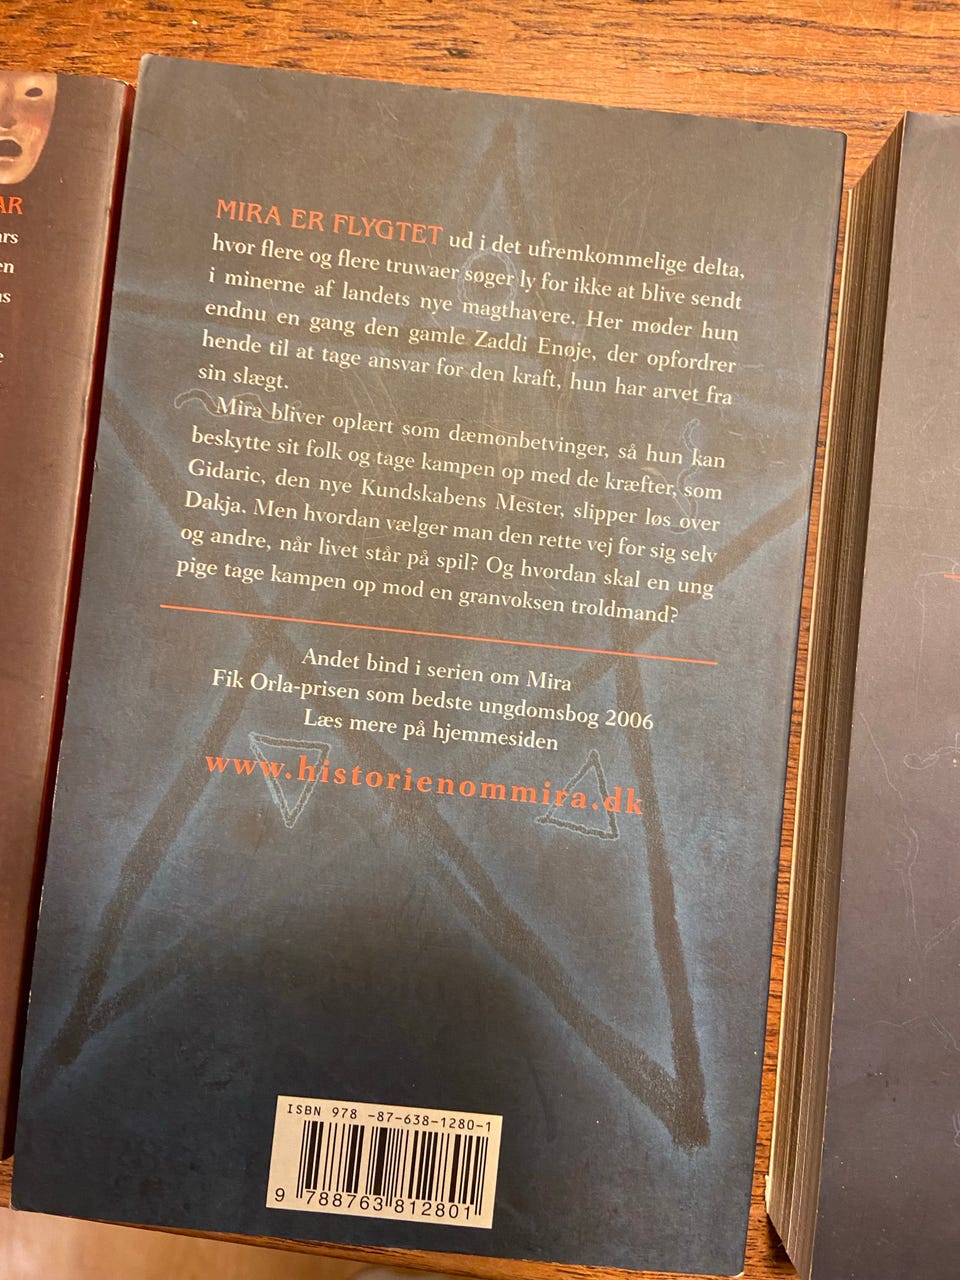 AR
ars
en
as
e
MIRA ER FLYGTET ud i det ufremkommelige delta,
hvor flere og flere truwaer søger ly for ikke at blive sendt
i minerne af landets nye magthavere. Her møder hun
endnu en gang den gamle Zaddi Enøje, der opfordrer
hende til at tage ansvar for den kraft, hun har arvet fra
sin slægt.
Mira bliver oplært som dæmonbetvinger, så hun kan
beskytte sit folk og tage kampen op med de kræfter, som
Gidaric, den nye Kundskabens Mester, slipper løs over
Dakja. Men hvordan vælger man den rette vej for sig selv
og andre, når livet står på spil? Og hvordan skal en ung
pige tage kampen op mod en granvoksen troldmand?
Andet bind i serien om Mira
Fik Orla-prisen som bedste ungdomsbog 2006
Læs mere på hjemmesiden
www.historienommira.dk
ISBN 978 -87-638-1280-1
9 788763 812801